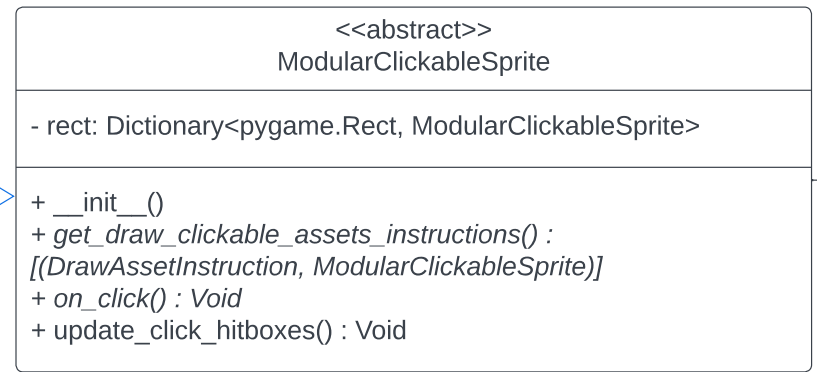 <<abstract>>
ModularClickableSprite
- rect: Dictionary<pygame.Rect, ModularClickableSprite>
+ __init__()
+ get_draw_clickable_assets_instructions() :
[(DrawAssetInstruction, ModularClickableSprite)]
+ on_click() : Void
+ update_click_hitboxes() : Void